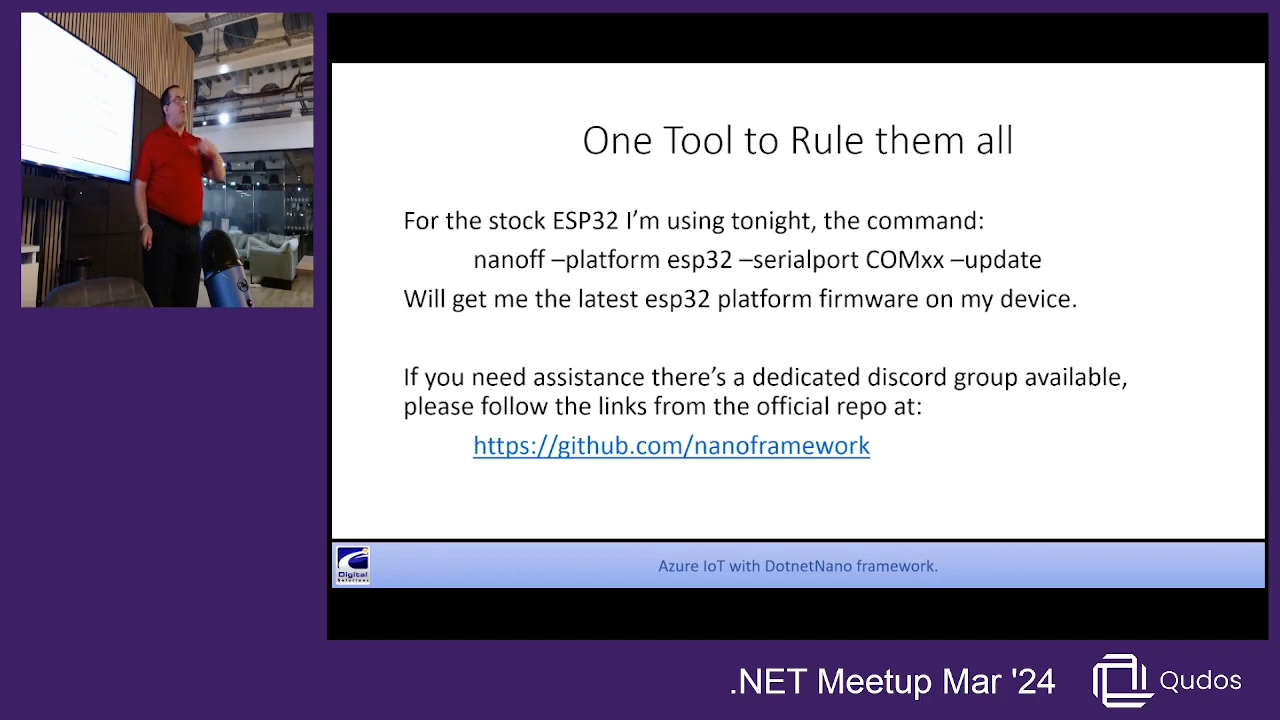 One Tool to Rule them all
For the stock ESP32 I'm using tonight, the command:
nanoff –platform esp32 –serialport COMxx –update
Will get me the latest esp32 platform firmware on my device.
If you need assistance there's a dedicated discord group available,
please follow the links from the official repo at:
https://github.com/nanoframework
Digital
Solutions
Azure IoT with DotnetNano framework.
.NET Meetup Mar '24
Qudos